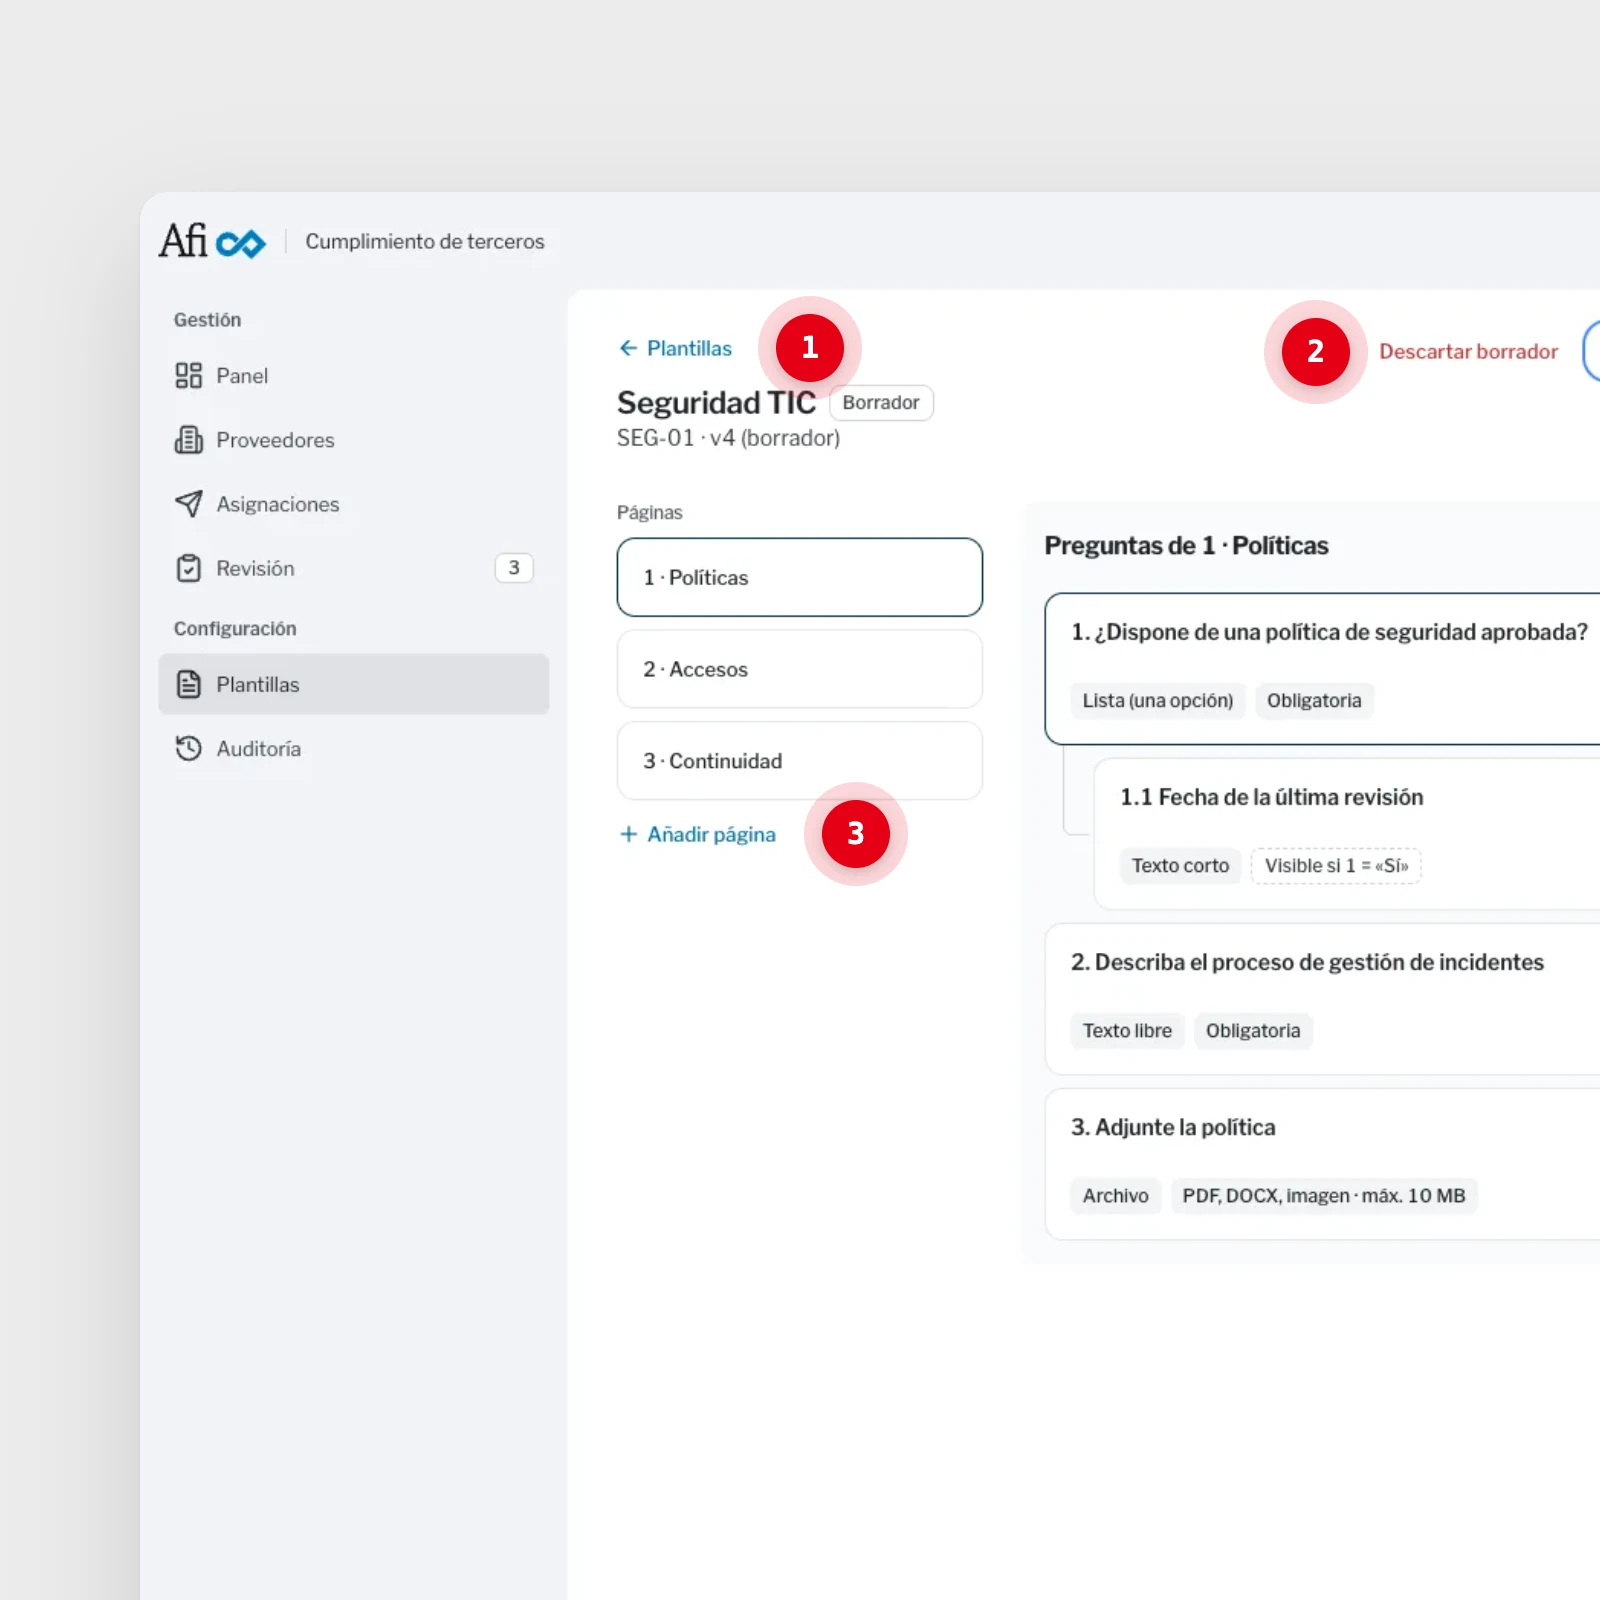 Afi
Cumplimiento de terceros
Gestión
Panel
Proveedores
Asignaciones
Revisión 3
Configuración
Plantillas
Auditoría
← Plantillas 1
2 Descartar borrador
Seguridad TIC Borrador
SEG-01 · v4 (borrador)
Páginas
1 · Políticas
2 · Accesos
3 · Continuidad
+ Añadir página 3
Preguntas de 1 · Políticas
1. ¿Dispone de una política de seguridad aprobada?
Lista (una opción) Obligatoria
1.1 Fecha de la última revisión
Texto corto Visible si 1 = «Sí»
2. Describa el proceso de gestión de incidentes
Texto libre Obligatoria
3. Adjunte la política
Archivo PDF, DOCX, imagen · máx. 10 MB